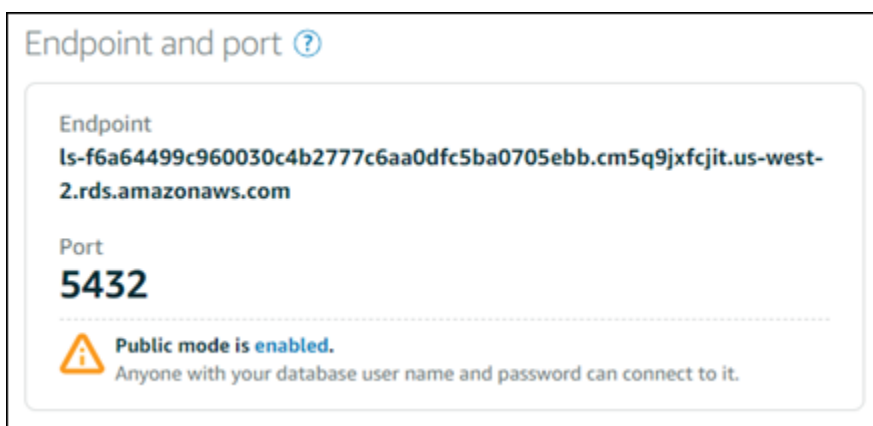 Endpoint and port ?
Endpoint
ls-f6a64499c960030c4b2777c6aa0dfc5ba0705ebb.cm5q9jxfcjit.us-west-
2.rds.amazonaws.com
Port
5432
Public mode is enabled.
Anyone with your database user name and password can connect to it.